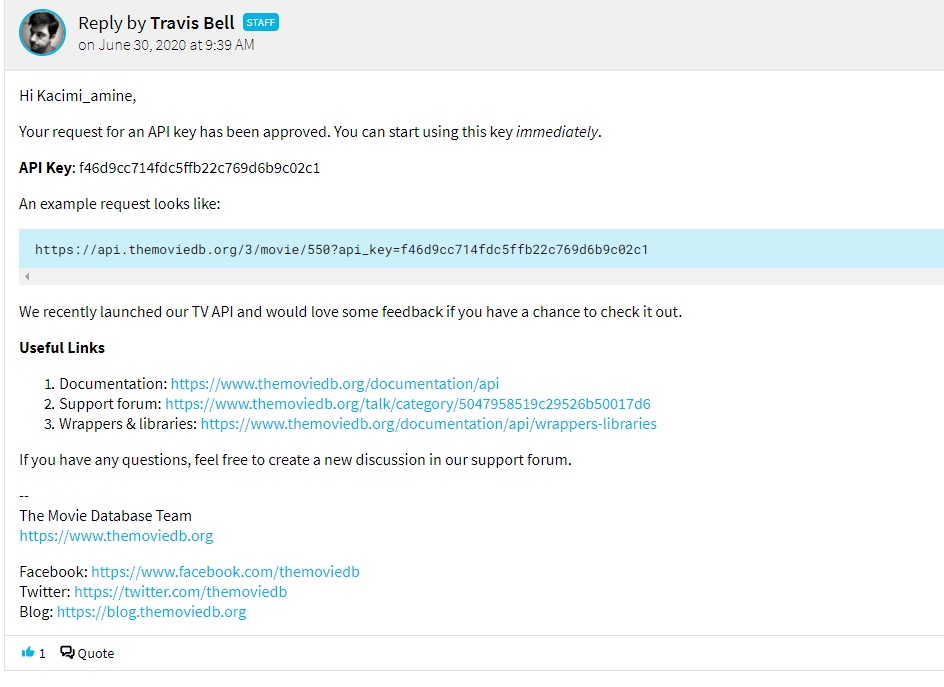 Reply by Travis Bell STAFF
on June 30, 2020 at 9:39 AM
Hi Kacimi_amine,
Your request for an API key has been approved. You can start using this key immediately.
API Key: f46d9cc714fdc5ffb22c769d6b9c02c1
An example request looks like:
https://api.themoviedb.org/3/movie/550?api_key=f46d9cc714fdc5ffb22c769d6b9c02c1
We recently launched our TV API and would love some feedback if you have a chance to check it out.
Useful Links
1. Documentation: https://www.themoviedb.org/documentation/api
2. Support forum: https://www.themoviedb.org/talk/category/5047958519c29526b50017d6
3. Wrappers & libraries: https://www.themoviedb.org/documentation/api/wrappers-libraries
If you have any questions, feel free to create a new discussion in our support forum.
--
The Movie Database Team
https://www.themoviedb.org
Facebook: https://www.facebook.com/themoviedb
Twitter: https://twitter.com/themoviedb
Blog: https://blog.themoviedb.org
1 Quote